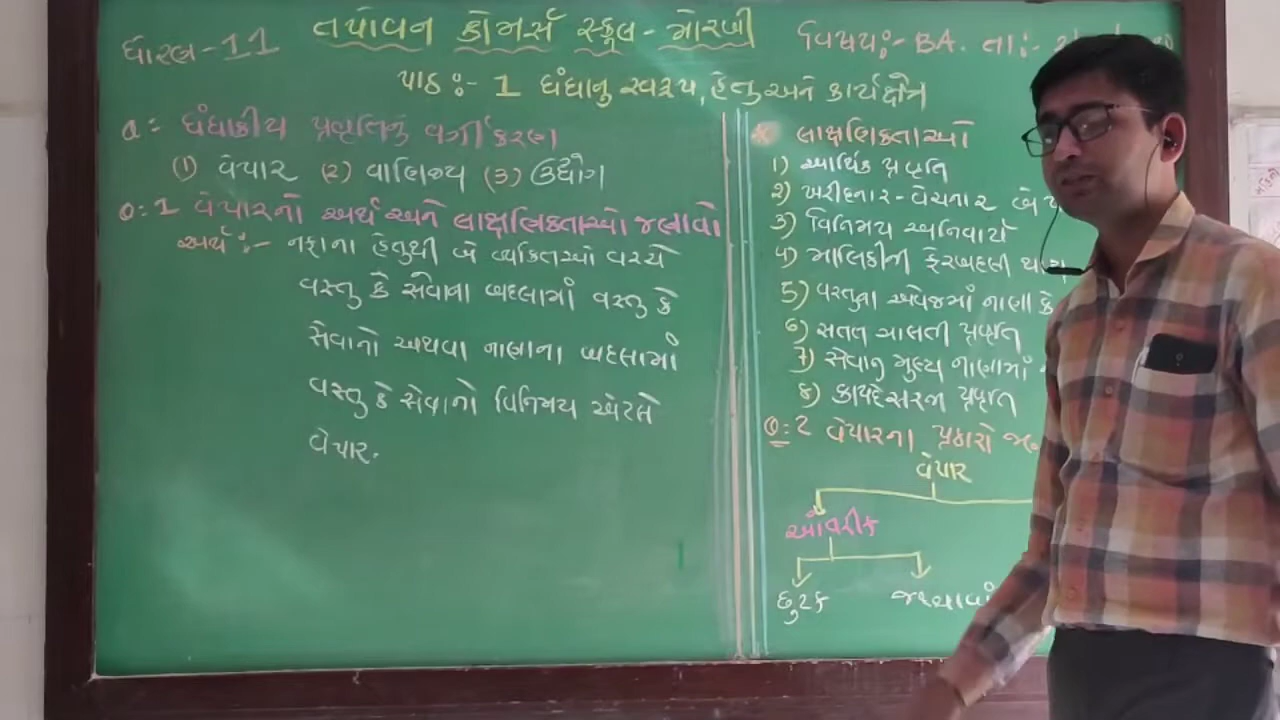 ધોરણ-11
તપોવન કોમર્સ સ્કૂલ - મોરબી
વિષય:- BA. તા:-
પાઠ:- 1 ધંધાનુ સ્વરૂપ, હેતુ અને કાર્યક્ષેત્ર
Q= ધંધાકીય પ્રવૃત્તિનું વર્ગીકરણ
(1) વેપાર (2) વાણિજ્ય (3) ઉદ્યોગ
Q:1 વેપારનો અર્થ અને લાક્ષણિકતાઓ જણાવો
અર્થ:- નફાના હેતુથી બે વ્યકિતઓ વચ્ચે
વસ્તુ કે સેવાના બદલામાં વસ્તુ કે
સેવાનો અથવા નાણાના બદલામાં
વસ્તુ કે સેવાનો વિનિમય એટલે
વેપાર.
* લાક્ષણિકતાઓ
1) આર્થિક પ્રવૃતિ
2) ખરીદનાર - વેચનાર બે
3) વિનિમય અનિવાર્ય
4) માલિકીની ફેરબદલી
5) વસ્તુના અવેજમાં નાણા કે
6) સતત ચાલતી પ્રવૃતિ
7) સેવાનુ મુલ્ય નાણામાં
8) કાયદેસરની પ્રવૃતિ
Q:2 વેપારના પ્રકારો
વેપાર
આંતરીક
છુટક